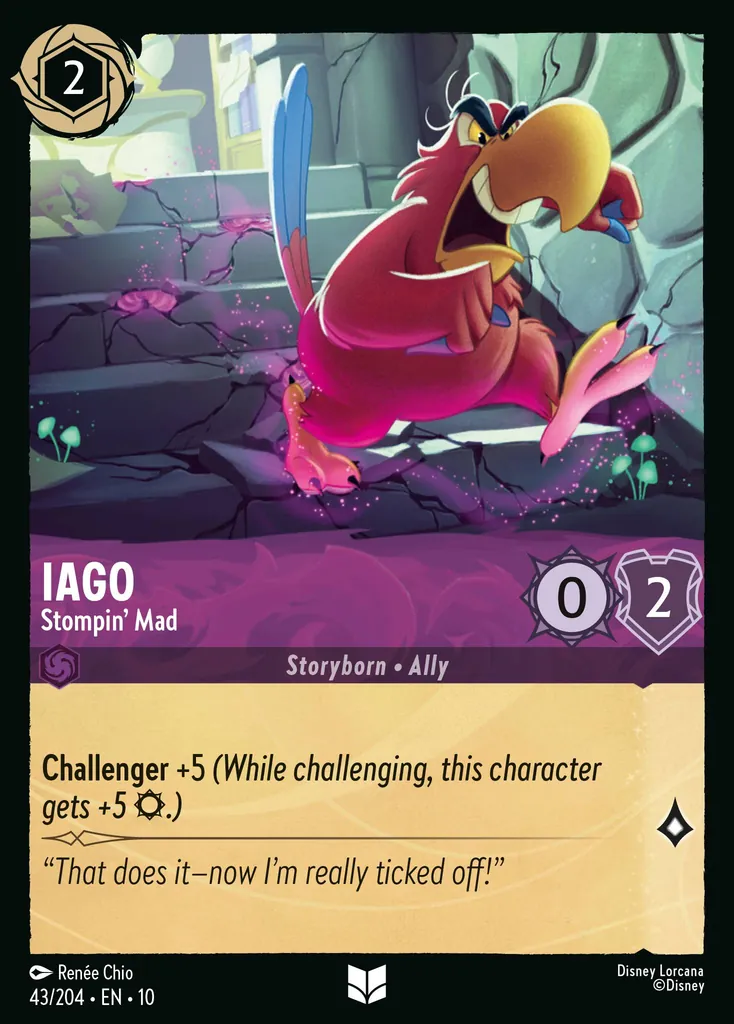 2
IAGO
Stompin’ Mad
0
2
Storyborn • Ally
Challenger +5 (While challenging, this character
gets +5 .)
“That does it—now I’m really ticked off!”
Renée Chio
43/204 • EN • 10
Disney Lorcana
©Disney